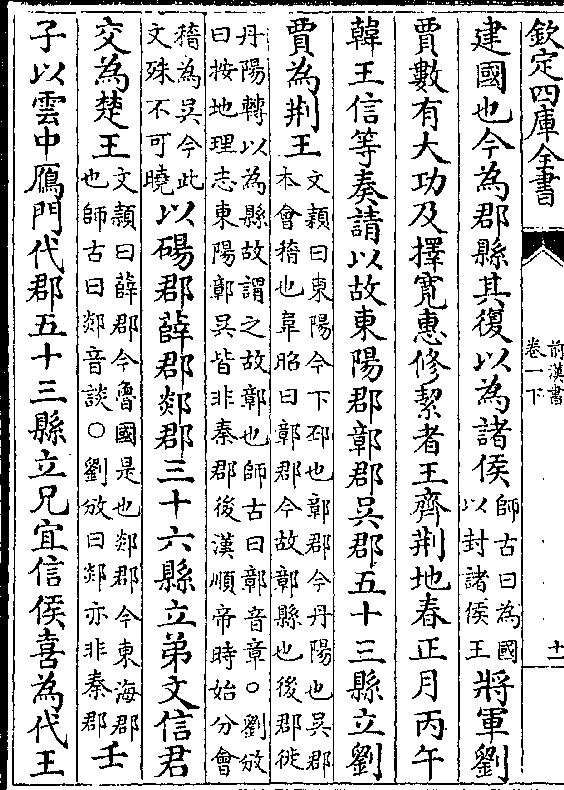 欽定四庫全書
前漢書
卷一下
十一
建國也今為郡縣其復以為諸侯師古曰為國以封諸侯王將軍劉
賈數有大功及擇寬惠修絜者王齊荆地春正月丙午
韓王信等奏請以故東陽郡鄣郡吳郡五十三縣立劉
賈為荆王文穎曰東陽今下邳也鄣郡今丹陽也吳郡本會稽也韋昭曰鄣郡今故鄣縣也後郡徙
丹陽轉以為縣故謂之故鄣也師古曰鄣音章○劉攽曰按地理志東陽鄣吳皆非秦郡後漢順帝時始分會
稽為吳今此文殊不可曉以碭郡薛郡郯郡三十六縣立弟文信君
交為楚王文穎曰薛郡今魯國是也郯郡今東海郡也師古曰郯音談○劉攽曰郯亦非秦郡壬
子以雲中鴈門代郡五十三縣立兄宜信侯喜為代王